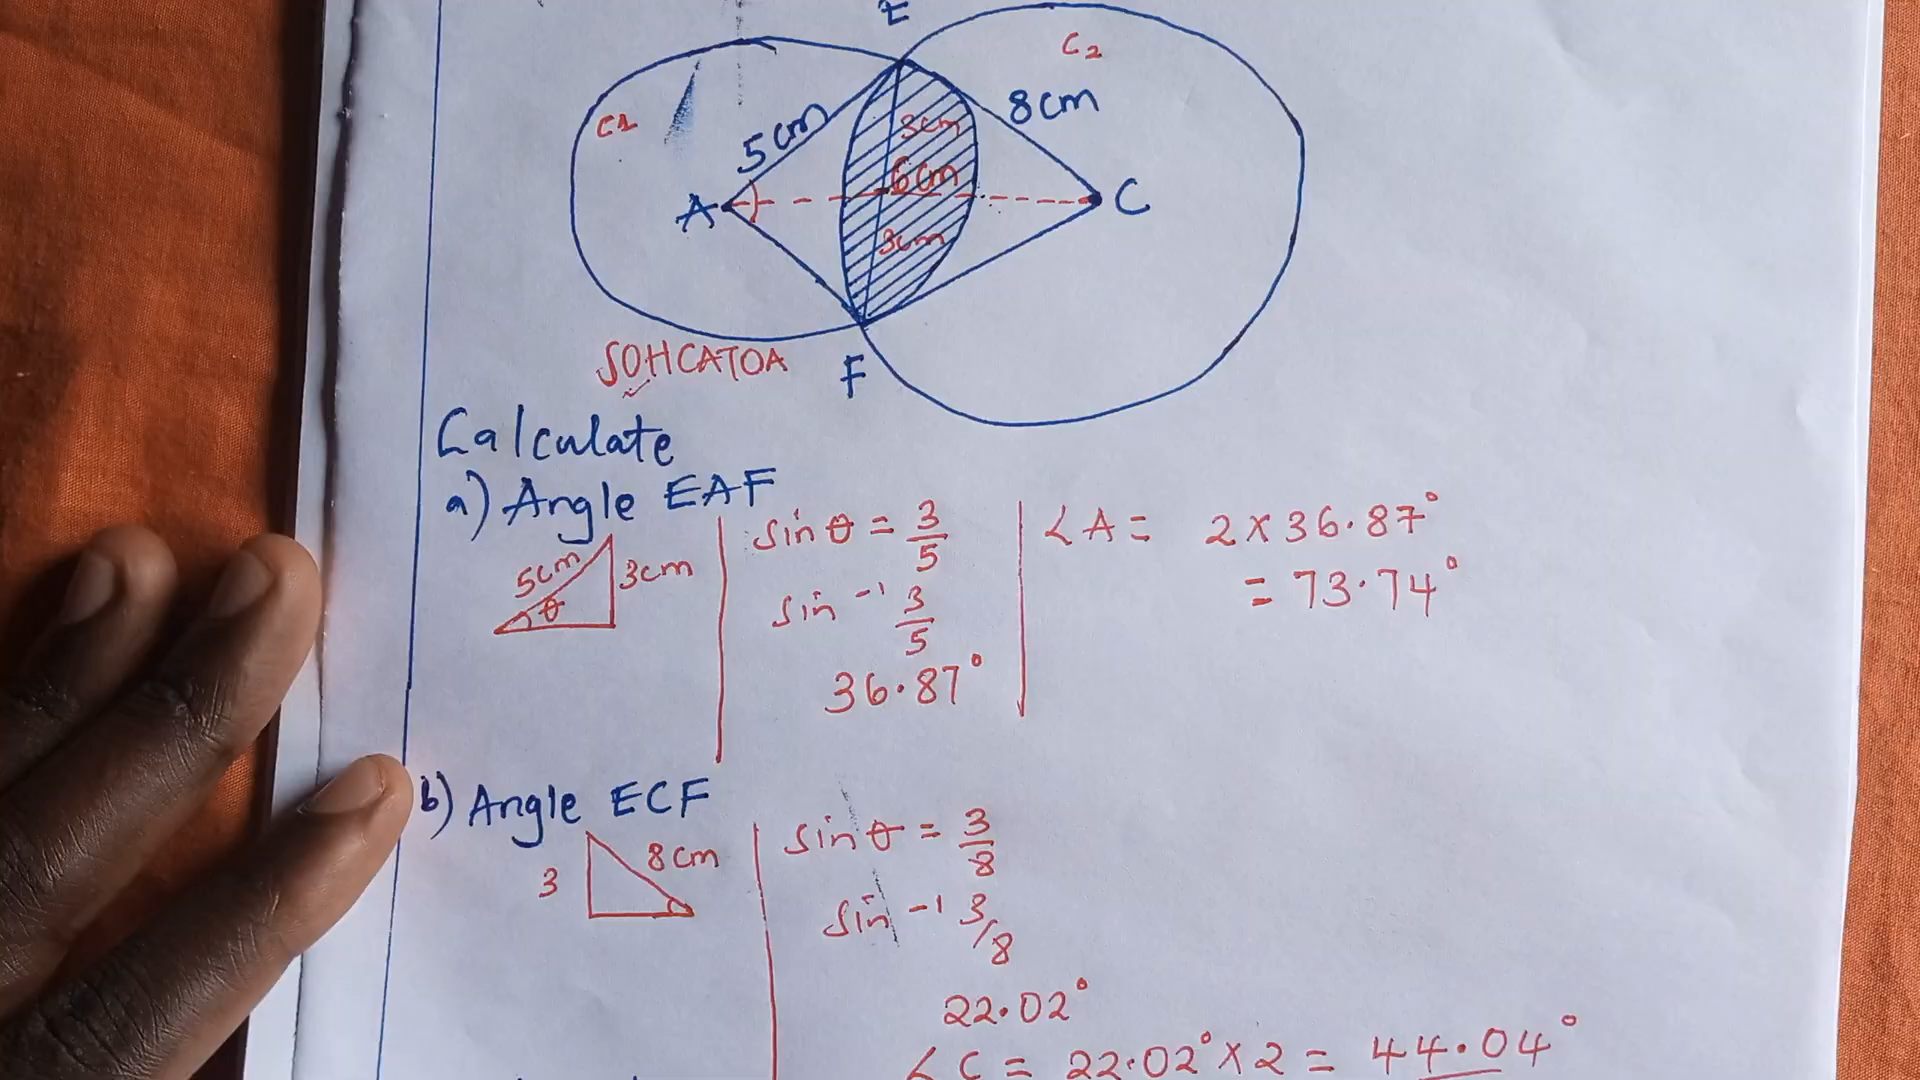 E
C2
C1
5cm
8cm
3cm
6cm
A
C
3cm
SOHCATOA
F
Calculate
a) Angle EAF
5cm
3cm
θ
sin θ = 3/5
sin -1 3/5
36.87°
∠A = 2 x 36.87°
= 73.74°
b) Angle ECF
8cm
3
sin θ = 3/8
sin -1 3/8
22.02°
∠C = 22.02° x 2 = 44.04°